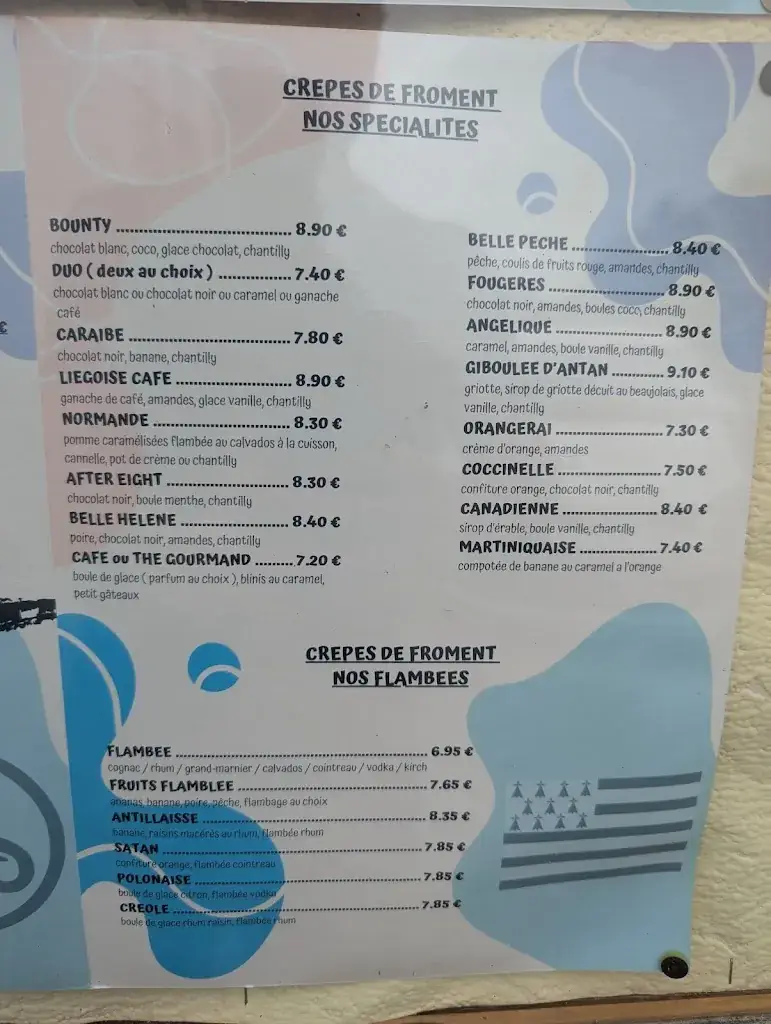 CREPES DE FROMENT
NOS SPECIALITES
BOUNTY ........................ 8.90 €
chocolat blanc, coco, glace chocolat, chantilly
DUO ( deux au choix ) ............ 7.40 €
chocolat blanc ou chocolat noir ou caramel ou ganache
café
CARAIBE ........................ 7.80 €
chocolat noir, banane, chantilly
LIEGOISE CAFE .................. 8.90 €
ganache de café, amandes, glace vanille, chantilly
NORMANDE ..................... 8.30 €
pomme caramélisées flambée au calvados à la cuisson,
cannelle, pot de crème ou chantilly
AFTER EIGHT .................. 8.30 €
chocolat noir, boule menthe, chantilly
BELLE HELENE .................. 8.40 €
poire, chocolat noir, amandes, chantilly
CAFE ou THE GOURMAND .........7.20 €
boule de glace ( parfum au choix ), blinis au caramel,
petit gâteaux
BELLE PECHE .................. 8.40 €
pêche, coulis de fruits rouge, amandes, chantilly
FOUGERES ..................... 8.90 €
chocolat noir, amandes, boules coco, chantilly
ANGELIQUE ..................... 8.90 €
caramel, amandes, boule vanille, chantilly
GIBOULEE D'ANTAN ............ 9.10 €
griotte, sirop de griotte décuit au beaujolais, glace
vanille, chantilly
ORANGERAI .................. 7.30 €
crème d'orange, amandes
COCCINELLE .................. 7.50 €
confiture orange, chocolat noir, chantilly
CANADIENNE .................. 8.40 €
sirop d'érable, boule vanille, chantilly
MARTINIQUAISE ............... 7.40 €
compotée de banane au caramel a l'orange
€
CREPES DE FROMENT
NOS FLAMBEES
FLAMBEE .................................... 6.95 €
cognac / rhum / grand-marnier / calvados / cointreau / vodka / kirch
FRUITS FLAMBLEE ........................... 7.65 €
ananas, banane, poire, pêche, flambage au choix
ANTILLAISSE .............................. 8.35 €
banane, raisins macérés au rhum, flambée rhum
SATAN .................................... 7.85 €
confiture orange, flambée cointreau
POLONAISE ................................. 7.85 €
boule de glace citron, flambée vodka
CREOLE .................................... 7.85 €
boule de glace rhum raisin, flambée rhum